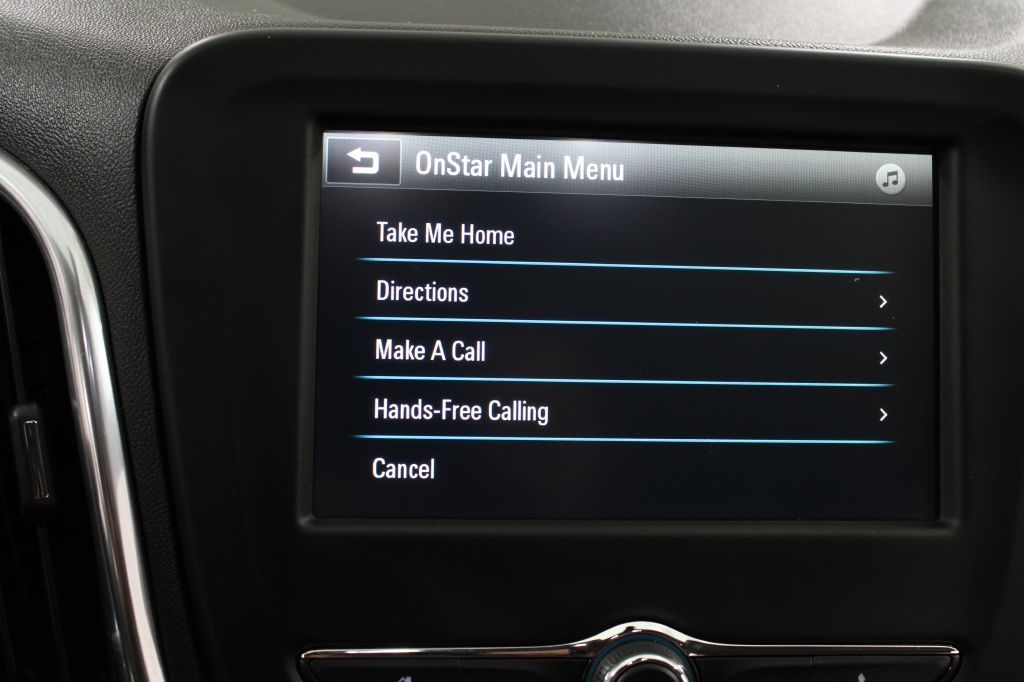 OnStar Main Menu
Take Me Home
Directions
Make A Call
Hands-Free Calling
Cancel